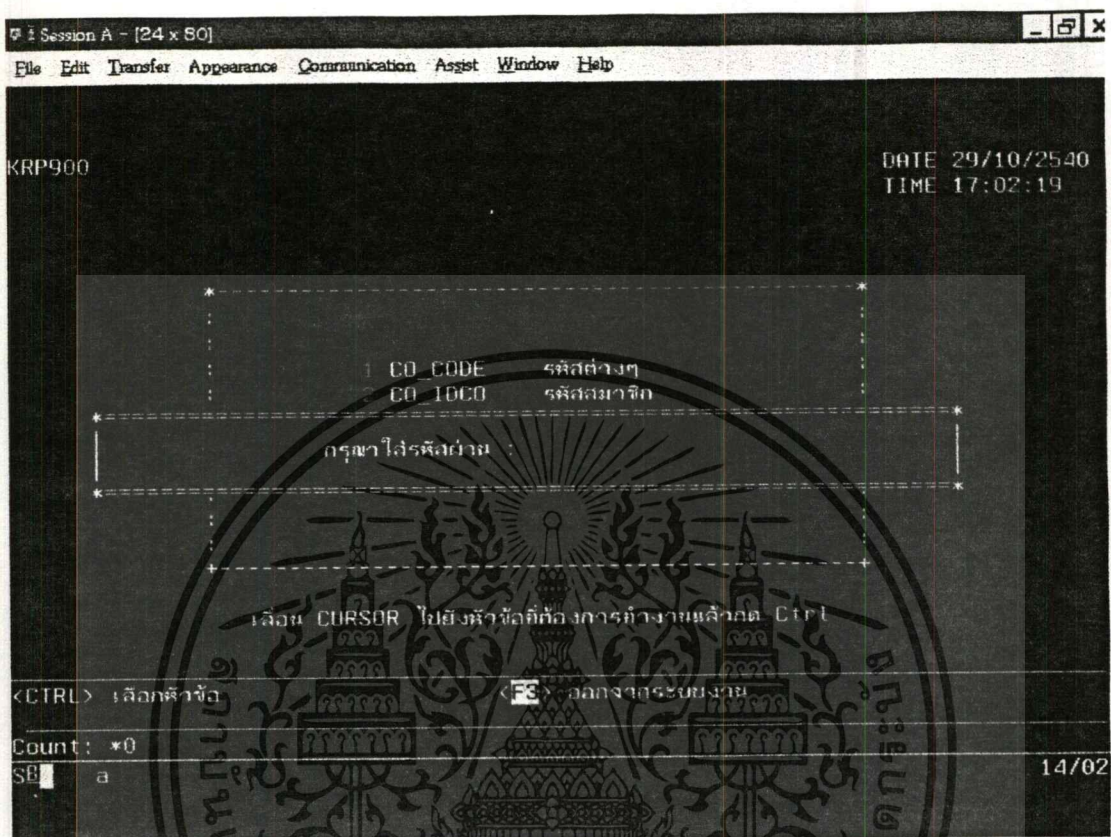 Session A - [24 x 80]
File Edit Transfer Appearance Communication Assist Window Help
KRP900
DATE 29/10/2540
TIME 17:02:19
1 CO_CODE รหัสต่างๆ
CO_IDCO รหัสสมาชิก
กรุณาใส่รหัสผ่าน :
เลื่อน CURSOR ไปยังหัวข้อที่ต้องการทำงานแล้วกด Ctrl
<CTRL> เลือกหัวข้อ <F3> ออกจากระบบงาน
Count: *0
SB a 14/02